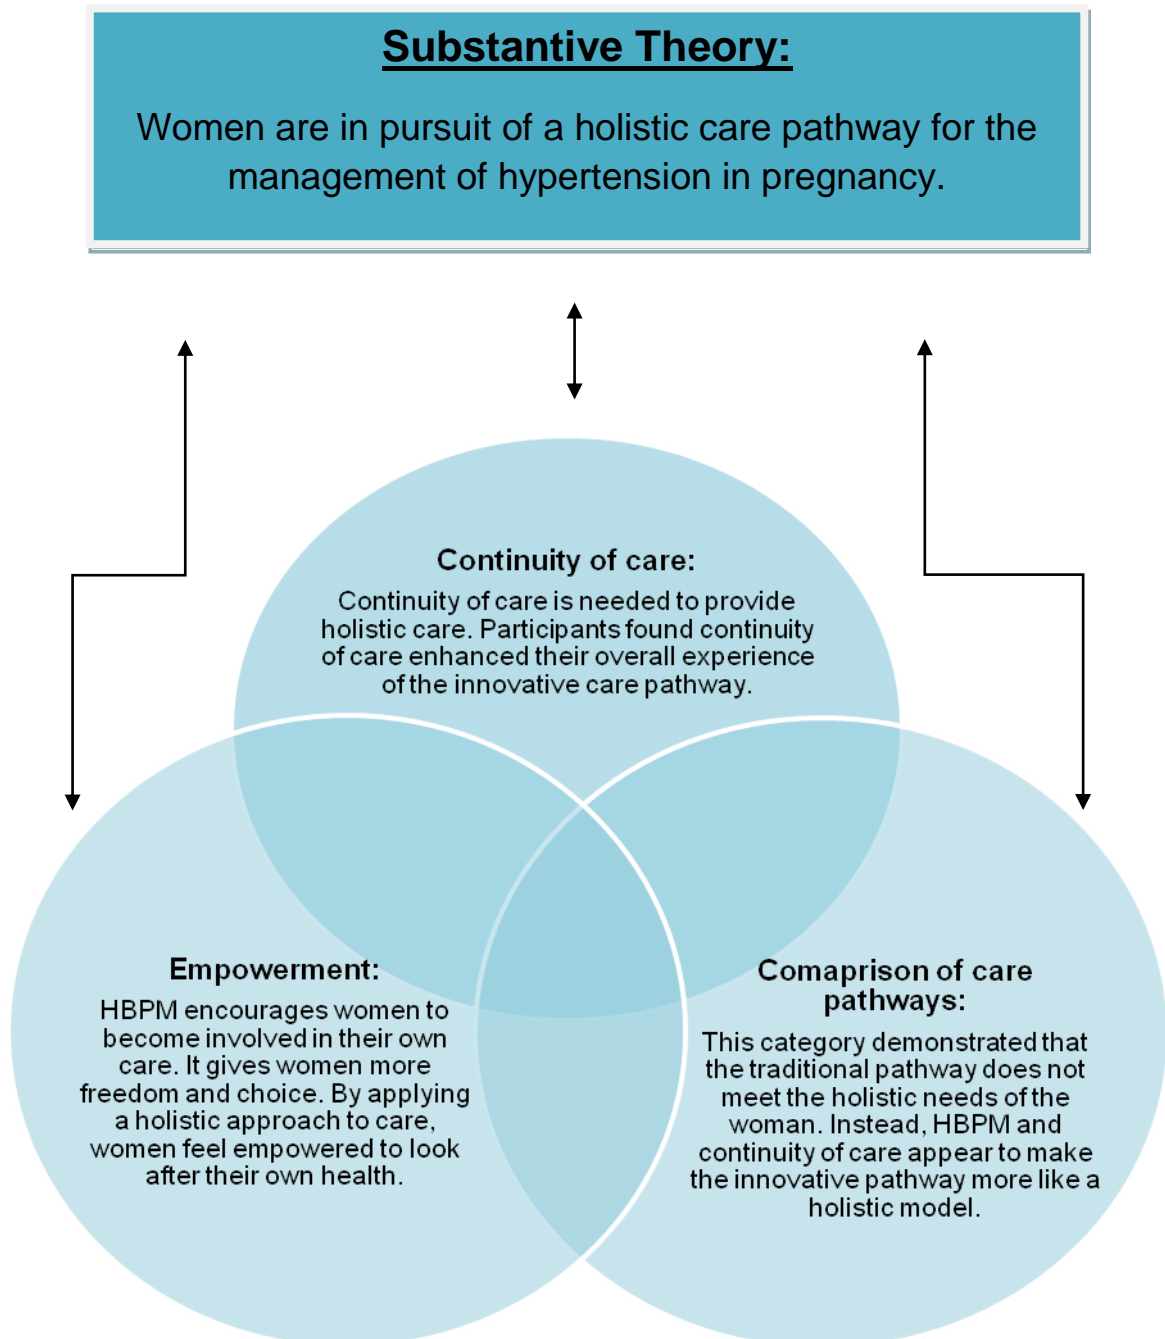 Substantive Theory:
Women are in pursuit of a holistic care pathway for the
management of hypertension in pregnancy.
Continuity of care:
Continuity of care is needed to provide
holistic care. Participants found continuity
of care enhanced their overall experience
of the innovative care pathway.
Empowerment:
HBPM encourages women to
become involved in their own
care. It gives women more
freedom and choice. By applying
a holistic approach to care,
women feel empowered to look
after their own health.
Comaprison of care
pathways:
This category demonstrated that
the traditional pathway does not
meet the holistic needs of the
woman. Instead, HBPM and
continuity of care appear to make
the innovative pathway more like a
holistic model.